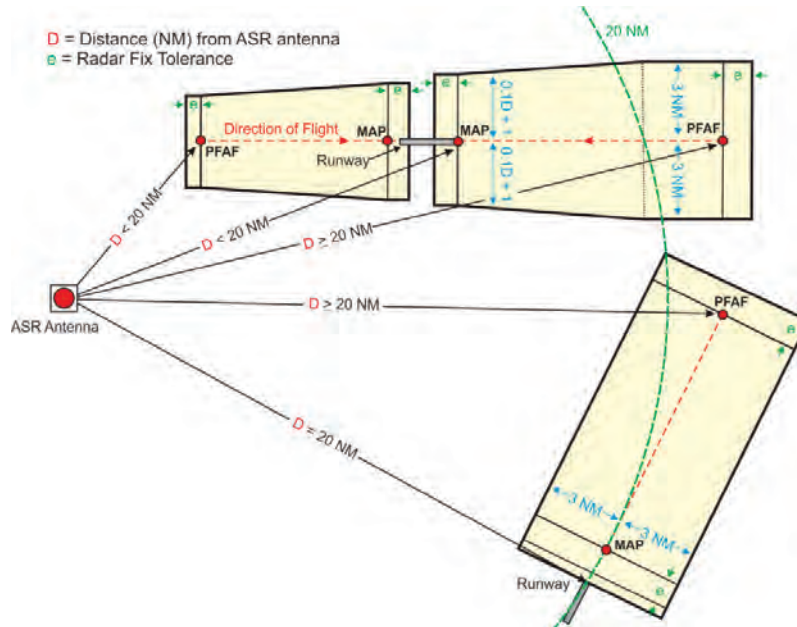 D = Distance (NM) from ASR antenna
e = Radar Fix Tolerance
20 NM
e
e
e
e
Direction of Flight
PFAF
MAP
Runway
MAP
0.1D + 1
0.1D + 1
3 NM
3 NM
PFAF
D < 20 NM
D < 20 NM
D ≥ 20 NM
ASR Antenna
D ≥ 20 NM
PFAF
e
D = 20 NM
3 NM
3 NM
MAP
Runway
e